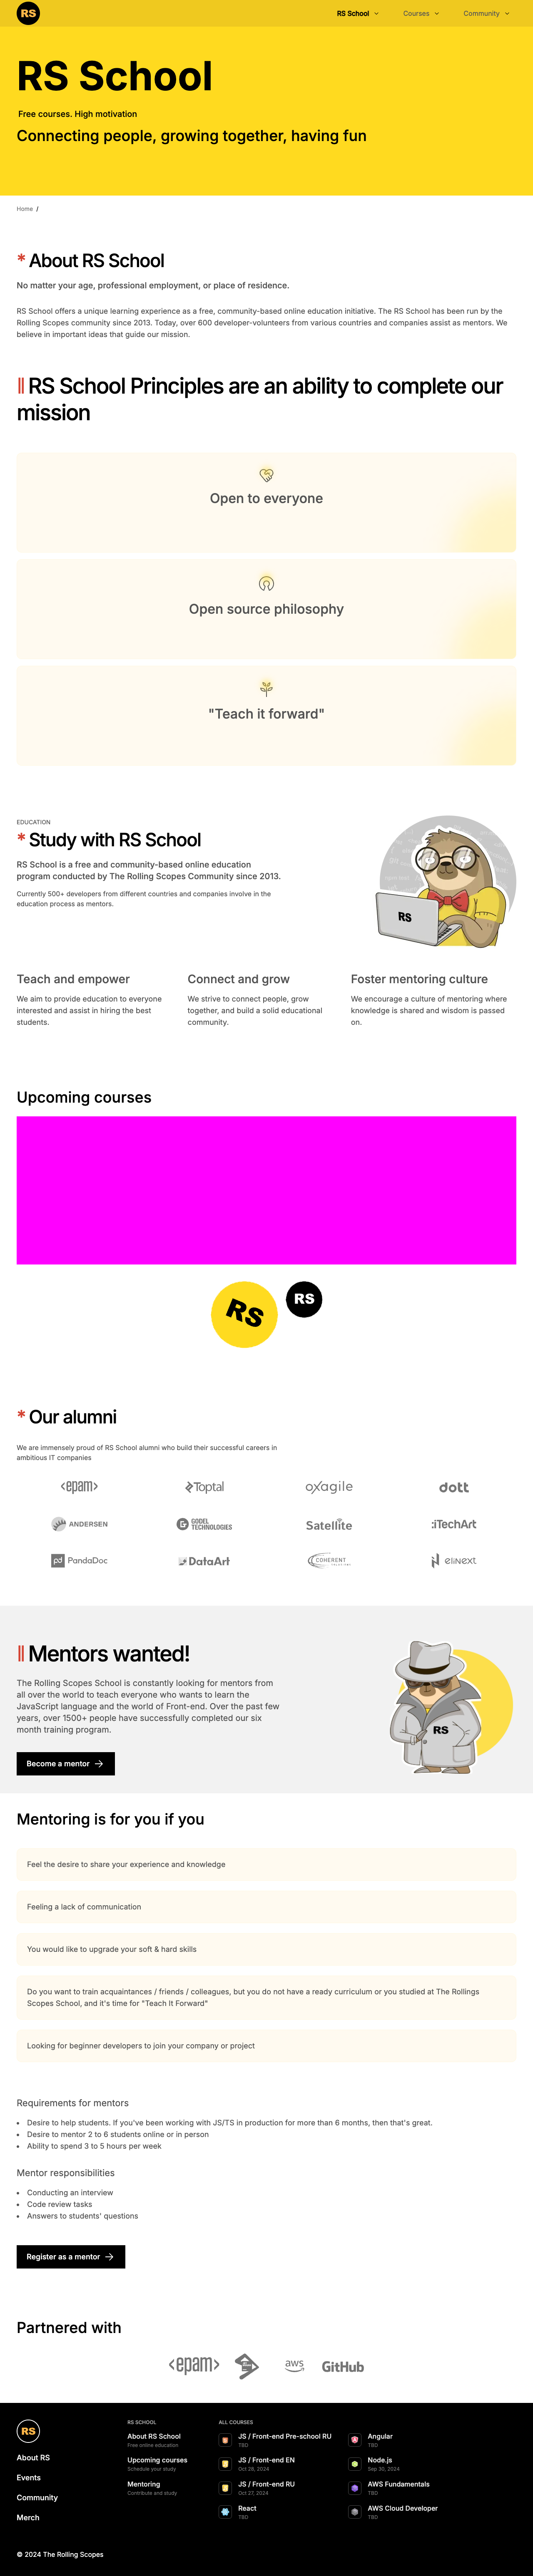 RS
RS School
Courses
Community
RS School
Free courses. High motivation
Connecting people, growing together, having fun
Home /
* About RS School
No matter your age, professional employment, or place of residence.
RS School offers a unique learning experience as a free, community-based online education initiative. The RS School has been run by the
Rolling Scopes community since 2013. Today, over 600 developer-volunteers from various countries and companies assist as mentors. We
believe in important ideas that guide our mission.
RS School Principles are an ability to complete our
mission
Open to everyone
Open source philosophy
"Teach it forward"
EDUCATION
* Study with RS School
RS School is a free and community-based online education
program conducted by The Rolling Scopes Community since 2013.
Currently 500+ developers from different countries and companies involve in the
education process as mentors.
RS
Teach and empower
We aim to provide education to everyone
interested and assist in hiring the best
students.
Connect and grow
We strive to connect people, grow
together, and build a solid educational
community.
Foster mentoring culture
We encourage a culture of mentoring where
knowledge is shared and wisdom is passed
on.
Upcoming courses
RS
RS
* Our alumni
We are immensely proud of RS School alumni who build their successful careers in
ambitious IT companies
<epam>
Toptal
oxagile
dott
ANDERSEN
GODEL
TECHNOLOGIES
Satellite
iTechArt
pd PandaDoc
DataArt
COHERENT
SOLUTIONS
elinext
Mentors wanted!
The Rolling Scopes School is constantly looking for mentors from
all over the world to teach everyone who wants to learn the
JavaScript language and the world of Front-end. Over the past few
years, over 1500+ people have successfully completed our six
month training program.
Become a mentor
RS
Mentoring is for you if you
Feel the desire to share your experience and knowledge
Feeling a lack of communication
You would like to upgrade your soft & hard skills
Do you want to train acquaintances / friends / colleagues, but you do not have a ready curriculum or you studied at The Rollings
Scopes School, and it's time for "Teach It Forward"
Looking for beginner developers to join your company or project
Requirements for mentors
• Desire to help students. If you've been working with JS/TS in production for more than 6 months, then that's great.
• Desire to mentor 2 to 6 students online or in person
• Ability to spend 3 to 5 hours per week
Mentor responsibilities
• Conducting an interview
• Code review tasks
• Answers to students' questions
Register as a mentor
Partnered with
<epam>
aws
GitHub
RS
About RS
Events
Community
Merch
RS SCHOOL
About RS School
Free online education
Upcoming courses
Schedule your study
Mentoring
Contribute and study
ALL COURSES
JS / Front-end Pre-school RU
TBD
JS / Front-end EN
Oct 28, 2024
JS / Front-end RU
Oct 27, 2024
React
TBD
Angular
TBD
Node.js
Sep 30, 2024
AWS Fundamentals
TBD
AWS Cloud Developer
TBD
© 2024 The Rolling Scopes